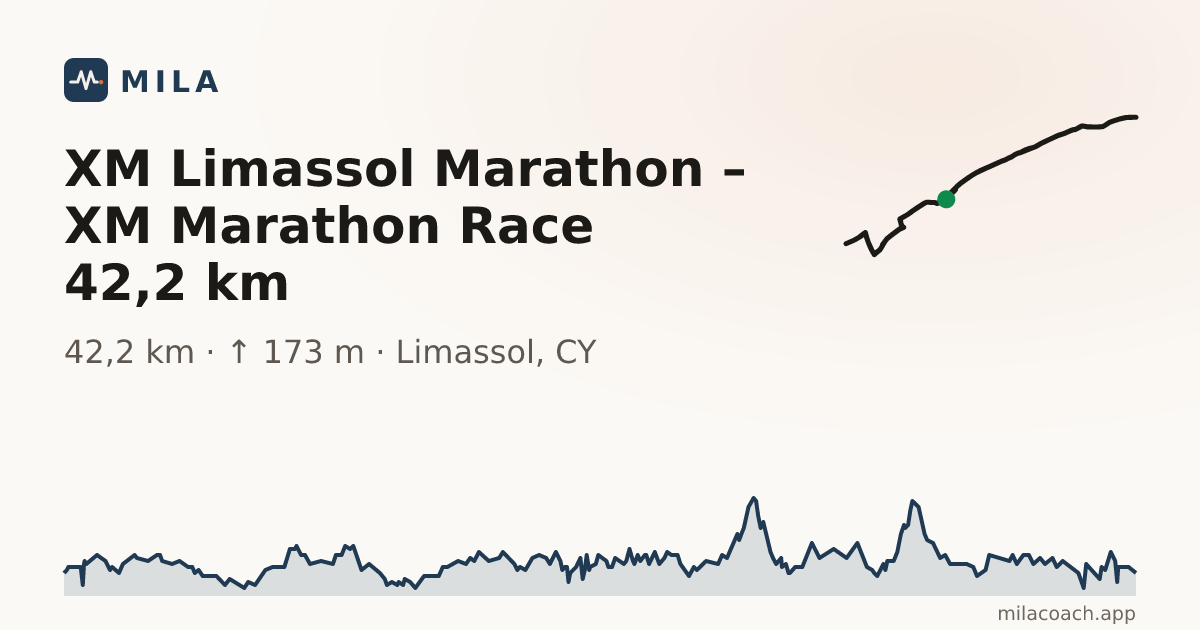 MILA
XM Limassol Marathon –
XM Marathon Race
42,2 km
42,2 km · ↑ 173 m · Limassol, CY
milacoach.app